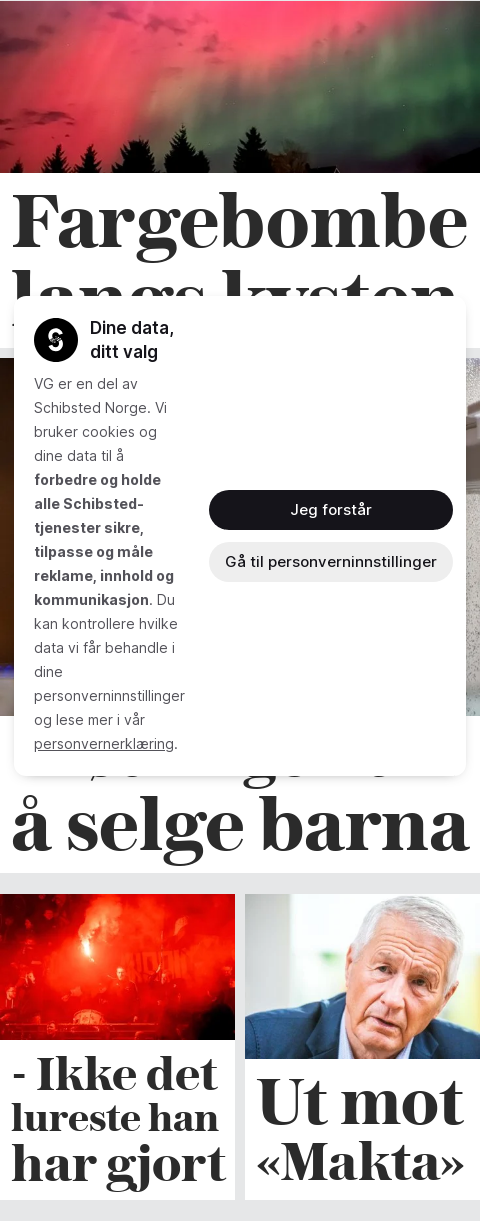 Fargebombe
langs kysten
Dine data,
ditt valg
VG er en del av
Schibsted Norge. Vi
bruker cookies og
dine data til å
forbedre og holde
alle Schibsted-
tjenester sikre,
tilpasse og måle
reklame, innhold og
kommunikasjon. Du
kan kontrollere hvilke
data vi får behandle i
dine
personverninnstillinger
og lese mer i vår
personvernerklæring.
Jeg forstår
Gå til personverninnstillinger
å selge barna
- Ikke det
lureste han
har gjort
Ut mot
«Makta»